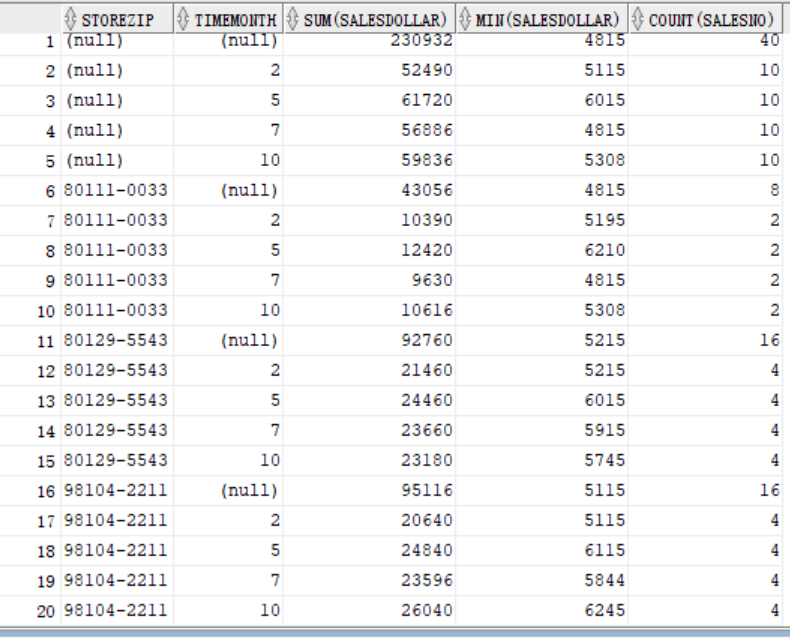 STOREZIP TIMEMONTH SUM(SALESDOLLAR) MIN(SALESDOLLAR) COUNT(SALESNO)
1 (null) (null) 230932 4815 40
2 (null) 2 52490 5115 10
3 (null) 5 61720 6015 10
4 (null) 7 56886 4815 10
5 (null) 10 59836 5308 10
6 80111-0033 (null) 43056 4815 8
7 80111-0033 2 10390 5195 2
8 80111-0033 5 12420 6210 2
9 80111-0033 7 9630 4815 2
10 80111-0033 10 10616 5308 2
11 80129-5543 (null) 92760 5215 16
12 80129-5543 2 21460 5215 4
13 80129-5543 5 24460 6015 4
14 80129-5543 7 23660 5915 4
15 80129-5543 10 23180 5745 4
16 98104-2211 (null) 95116 5115 16
17 98104-2211 2 20640 5115 4
18 98104-2211 5 24840 6115 4
19 98104-2211 7 23596 5844 4
20 98104-2211 10 26040 6245 4